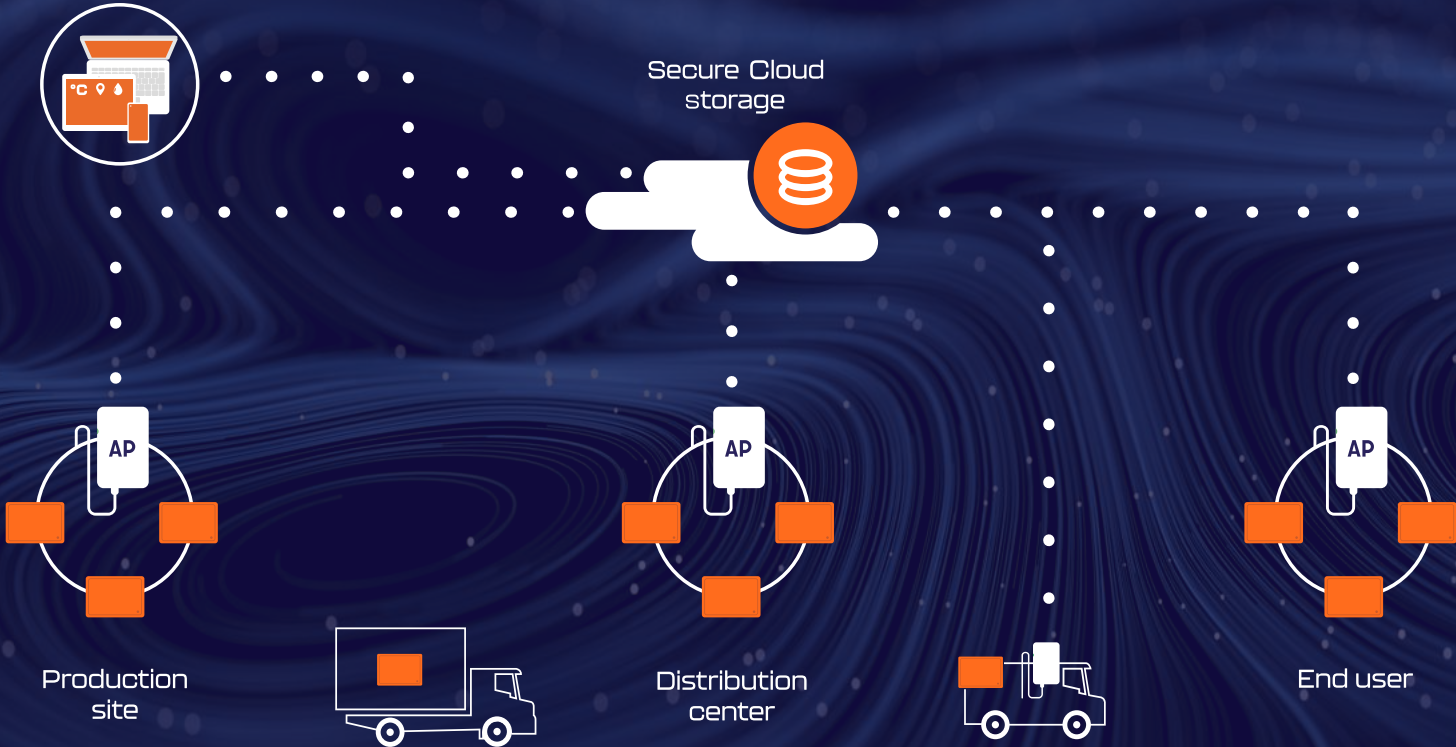 °C
Secure Cloud
storage
AP
AP
AP
Production
site
Distribution
center
End user